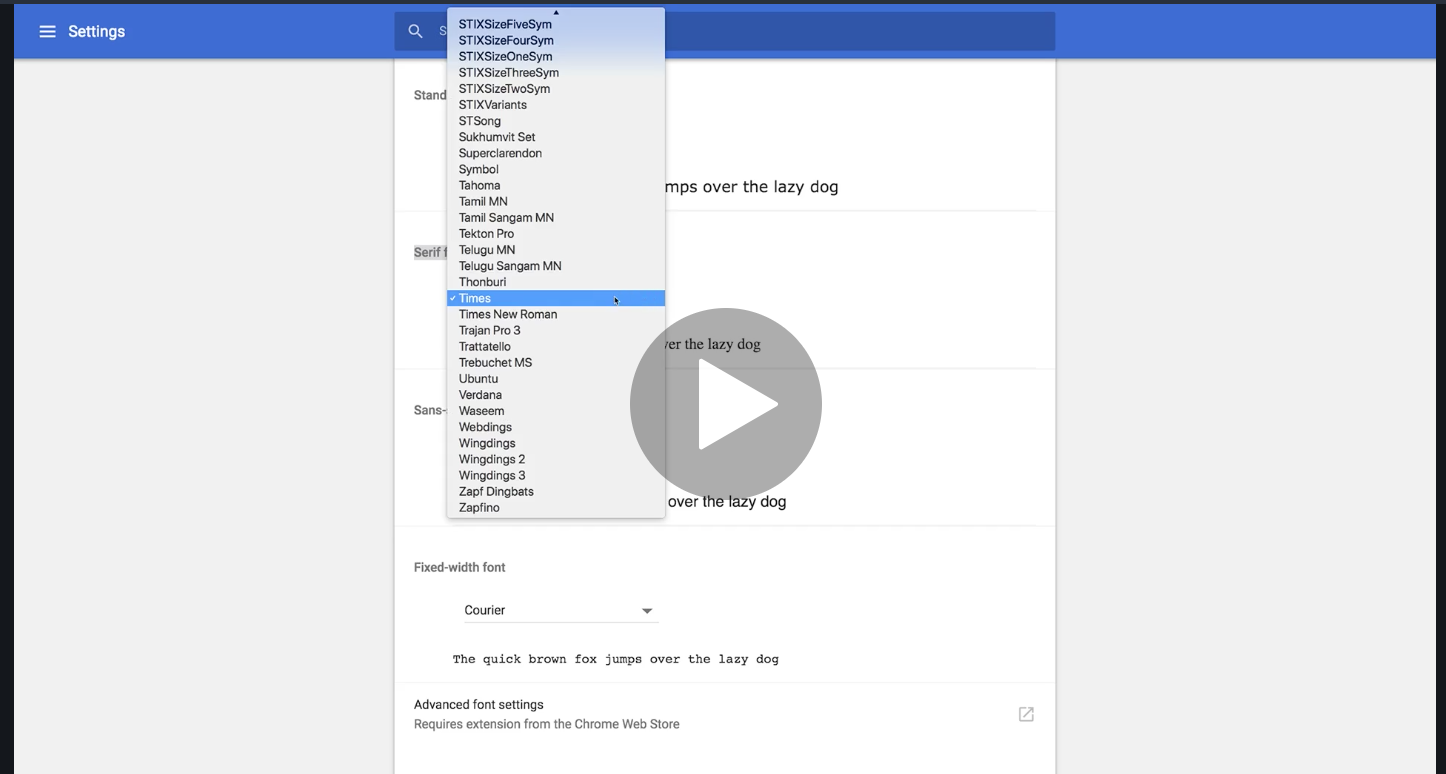 Settings
S
STIXSizeFiveSym
STIXSizeFourSym
STIXSizeOneSym
STIXSizeThreeSym
STIXSizeTwoSym
STIXVariants
STSong
Sukhumvit Set
Superclarendon
Symbol
Tahoma
Tamil MN
Tamil Sangam MN
Tekton Pro
Telugu MN
Telugu Sangam MN
Thonburi
✓ Times
Times New Roman
Trajan Pro 3
Trattatello
Trebuchet MS
Ubuntu
Verdana
Waseem
Webdings
Wingdings
Wingdings 2
Wingdings 3
Zapf Dingbats
Zapfino
Stand
mps over the lazy dog
Serif f
ver the lazy dog
Sans-
over the lazy dog
Fixed-width font
Courier
The quick brown fox jumps over the lazy dog
Advanced font settings
Requires extension from the Chrome Web Store